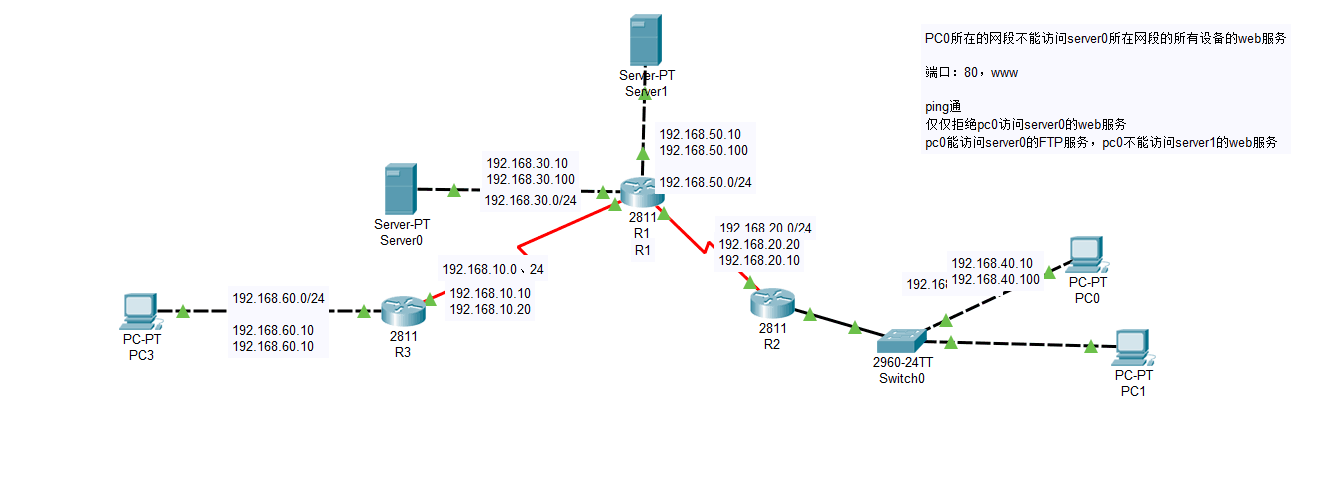 PC0所在的网段不能访问server0所在网段的所有设备的web服务
端口：80，www
ping通
仅仅拒绝pc0访问server0的web服务
pc0能访问server0的FTP服务，pc0不能访问server1的web服务
Server-PT
Server1
192.168.50.10
192.168.50.100
192.168.50.0/24
192.168.30.10
192.168.30.100
192.168.30.0/24
Server-PT
Server0
2811
R1
R1
192.168.20.0/24
192.168.20.20
192.168.20.10
192.168.10.0、24
192.168.10.10
192.168.10.20
192.168.60.0/24
192.168.60.10
192.168.60.10
PC-PT
PC3
2811
R3
2811
R2
192.168.40.10
192.168.40.100
PC-PT
PC0
2960-24TT
Switch0
PC-PT
PC1